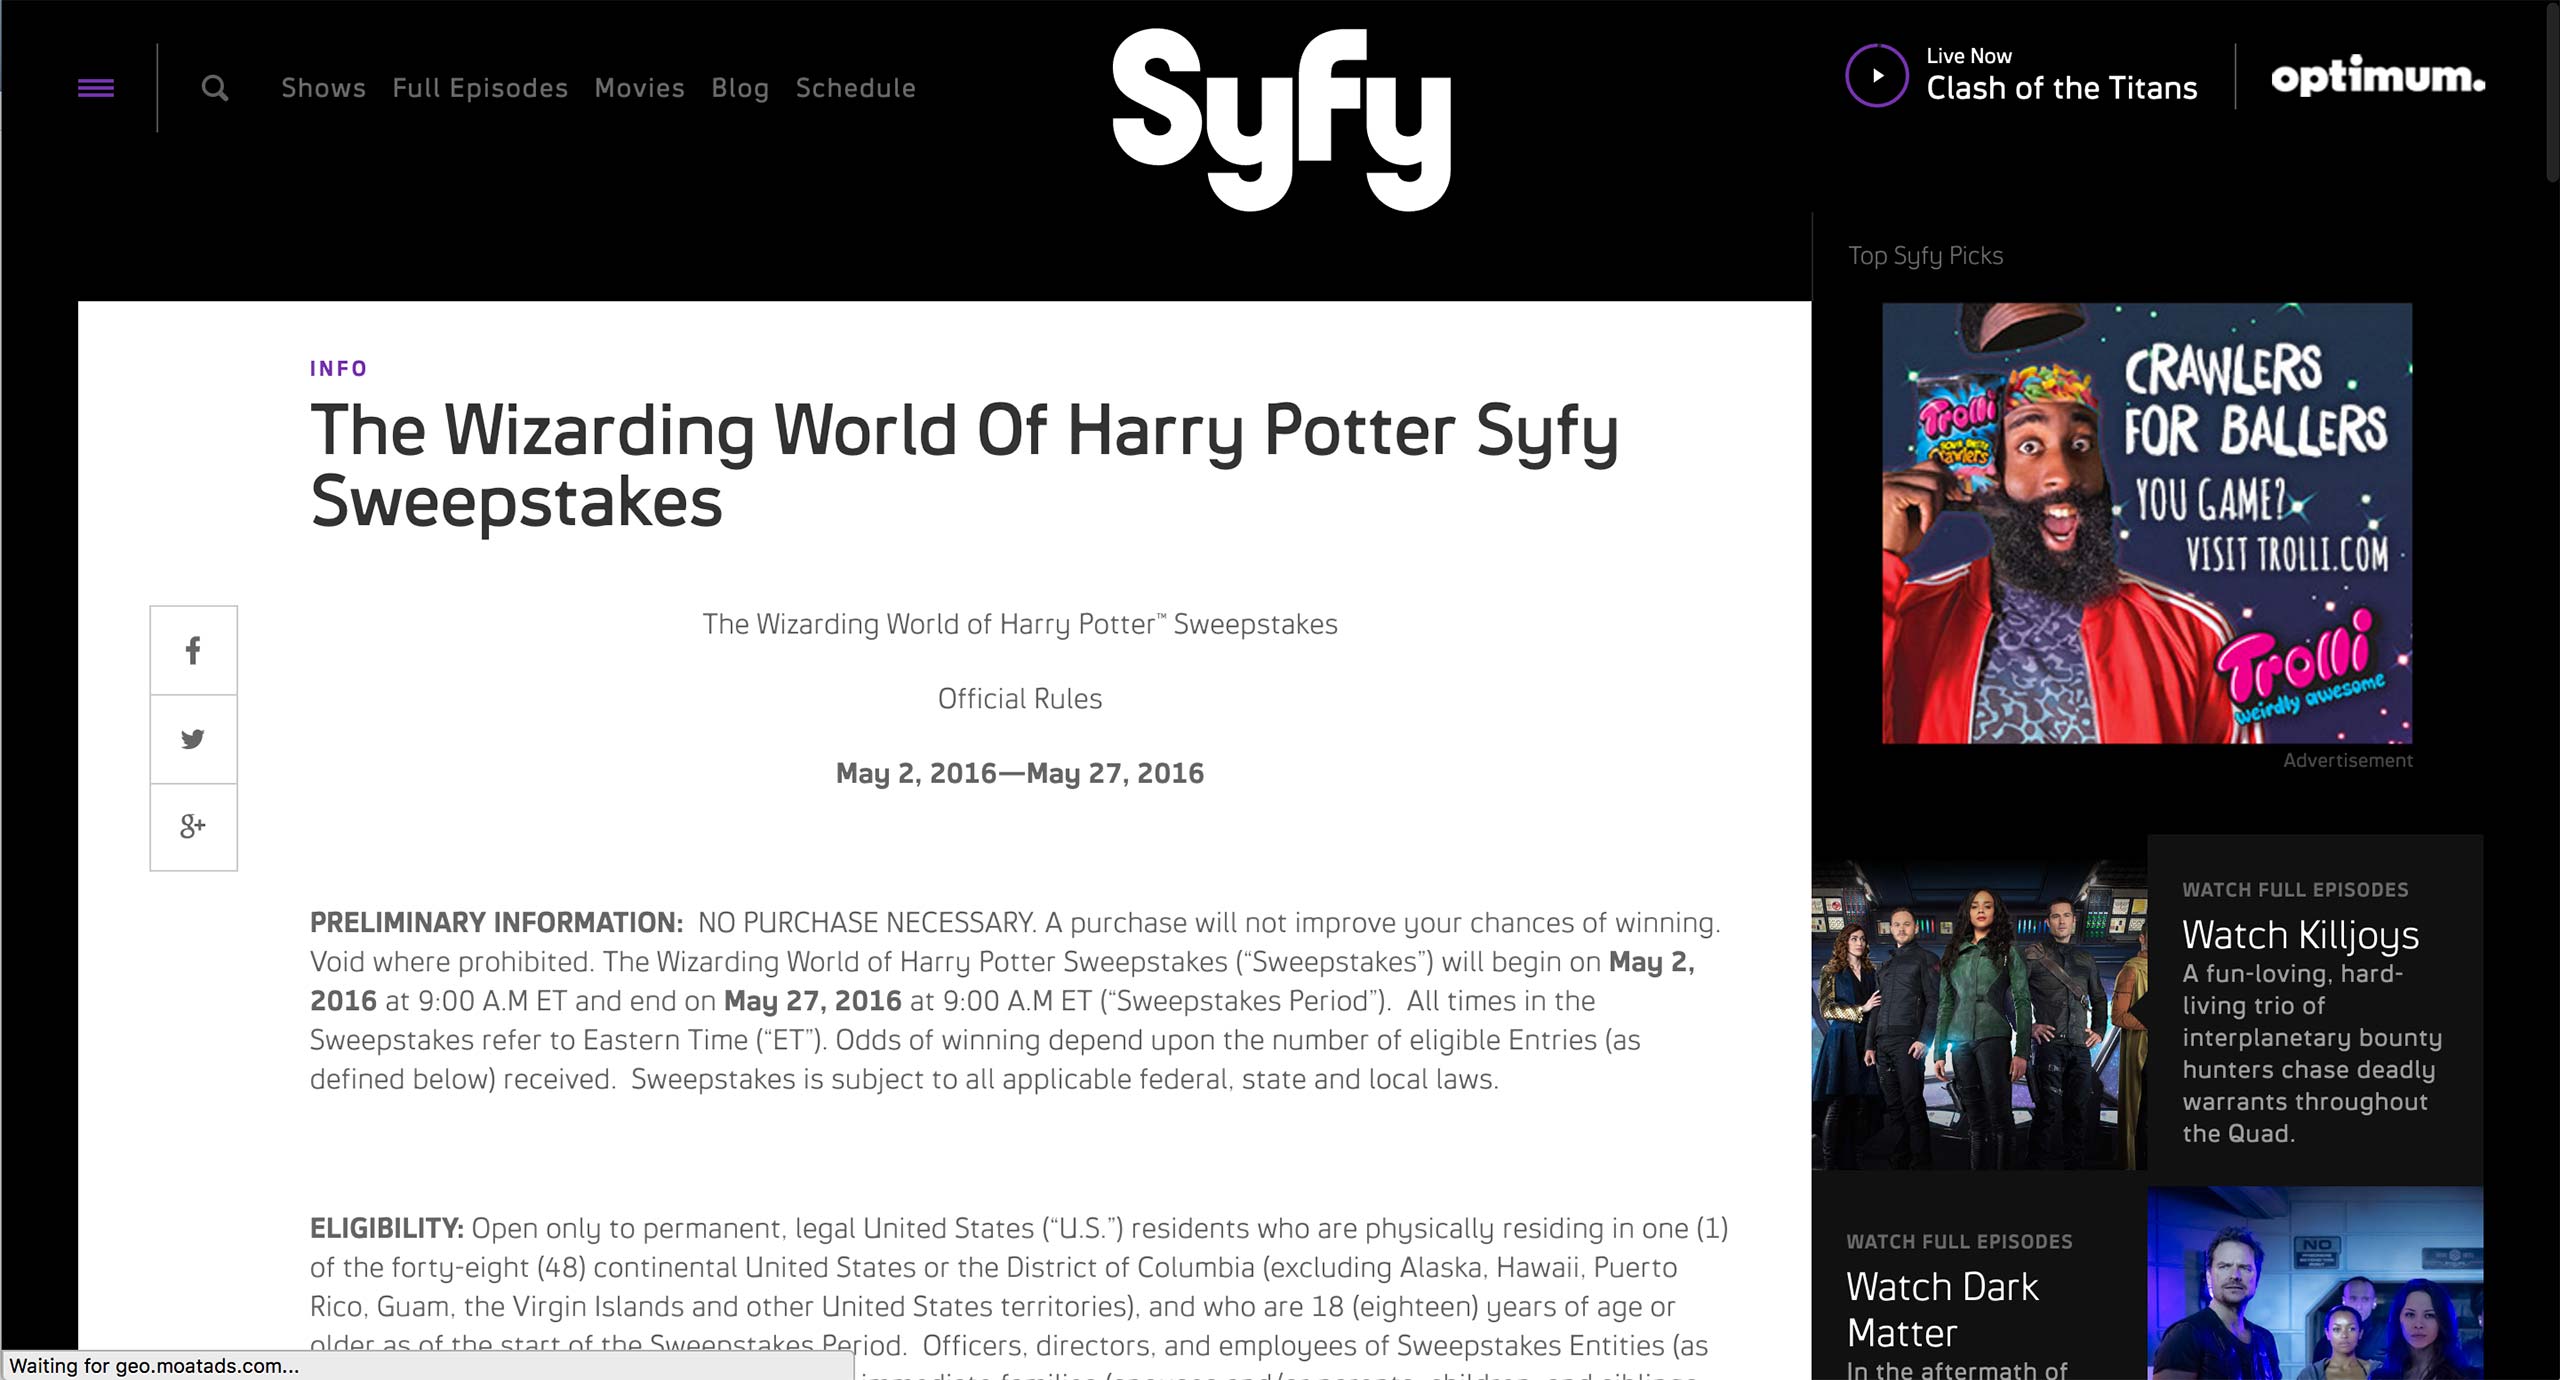 Shows Full Episodes Movies Blog Schedule
Syfy
Live Now
Clash of the Titans
optimum.
INFO
The Wizarding World Of Harry Potter Syfy
Sweepstakes
The Wizarding World of Harry Potter™ Sweepstakes
Official Rules
May 2, 2016—May 27, 2016
g+
PRELIMINARY INFORMATION:  NO PURCHASE NECESSARY. A purchase will not improve your chances of winning.
Void where prohibited. The Wizarding World of Harry Potter Sweepstakes (“Sweepstakes”) will begin on May 2,
2016 at 9:00 A.M ET and end on May 27, 2016 at 9:00 A.M ET (“Sweepstakes Period”).  All times in the
Sweepstakes refer to Eastern Time (“ET”). Odds of winning depend upon the number of eligible Entries (as
defined below) received.  Sweepstakes is subject to all applicable federal, state and local laws.
ELIGIBILITY: Open only to permanent, legal United States (“U.S.”) residents who are physically residing in one (1)
of the forty-eight (48) continental United States or the District of Columbia (excluding Alaska, Hawaii, Puerto
Rico, Guam, the Virgin Islands and other United States territories), and who are 18 (eighteen) years of age or
older as of the start of the Sweepstakes Period.  Officers, directors, and employees of Sweepstakes Entities (as
immediate families (spouses and/or parents, children, and siblings
Waiting for geo.moatads.com...
Top Syfy Picks
CRAWLERS
FOR BALLERS
YOU GAME?
VISIT TROLLI.COM
Trolli
Crawlers
Trolli
weirdly awesome
Advertisement
WATCH FULL EPISODES
Watch Killjoys
A fun-loving, hard-
living trio of
interplanetary bounty
hunters chase deadly
warrants throughout
the Quad.
WATCH FULL EPISODES
Watch Dark
Matter
In the aftermath of
NO